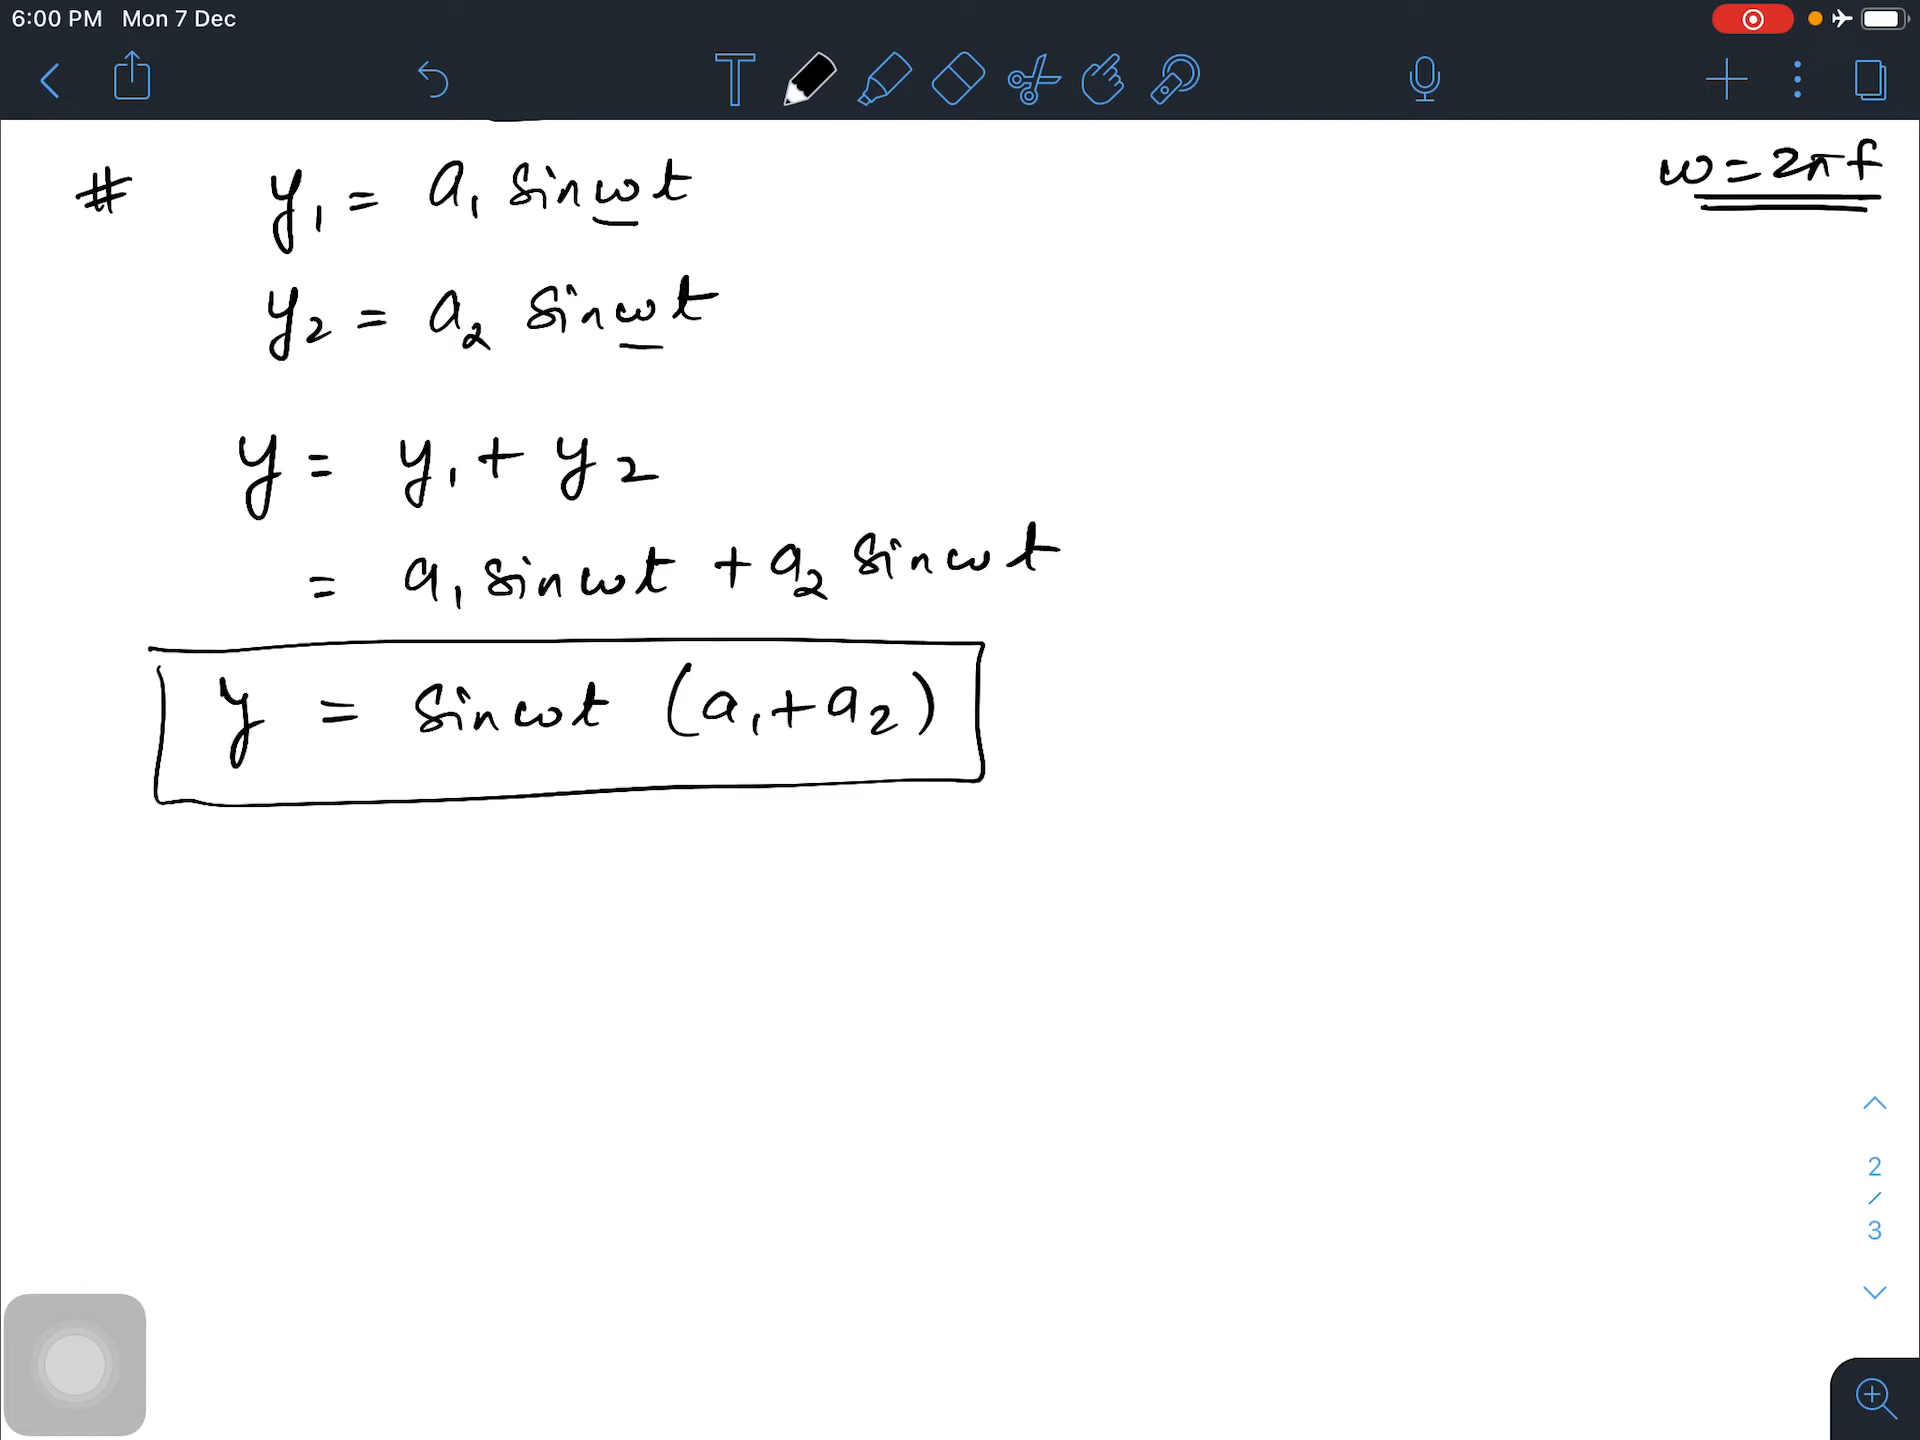 6:00 PM Mon 7 Dec
T
ω = 2πf
# y₁ = a₁ sin ωt
y₂ = a₂ sin ωt
y = y₁ + y₂
= a₁ sin ωt + a₂ sin ωt
y = sin ωt (a₁ + a₂)
2
/
3